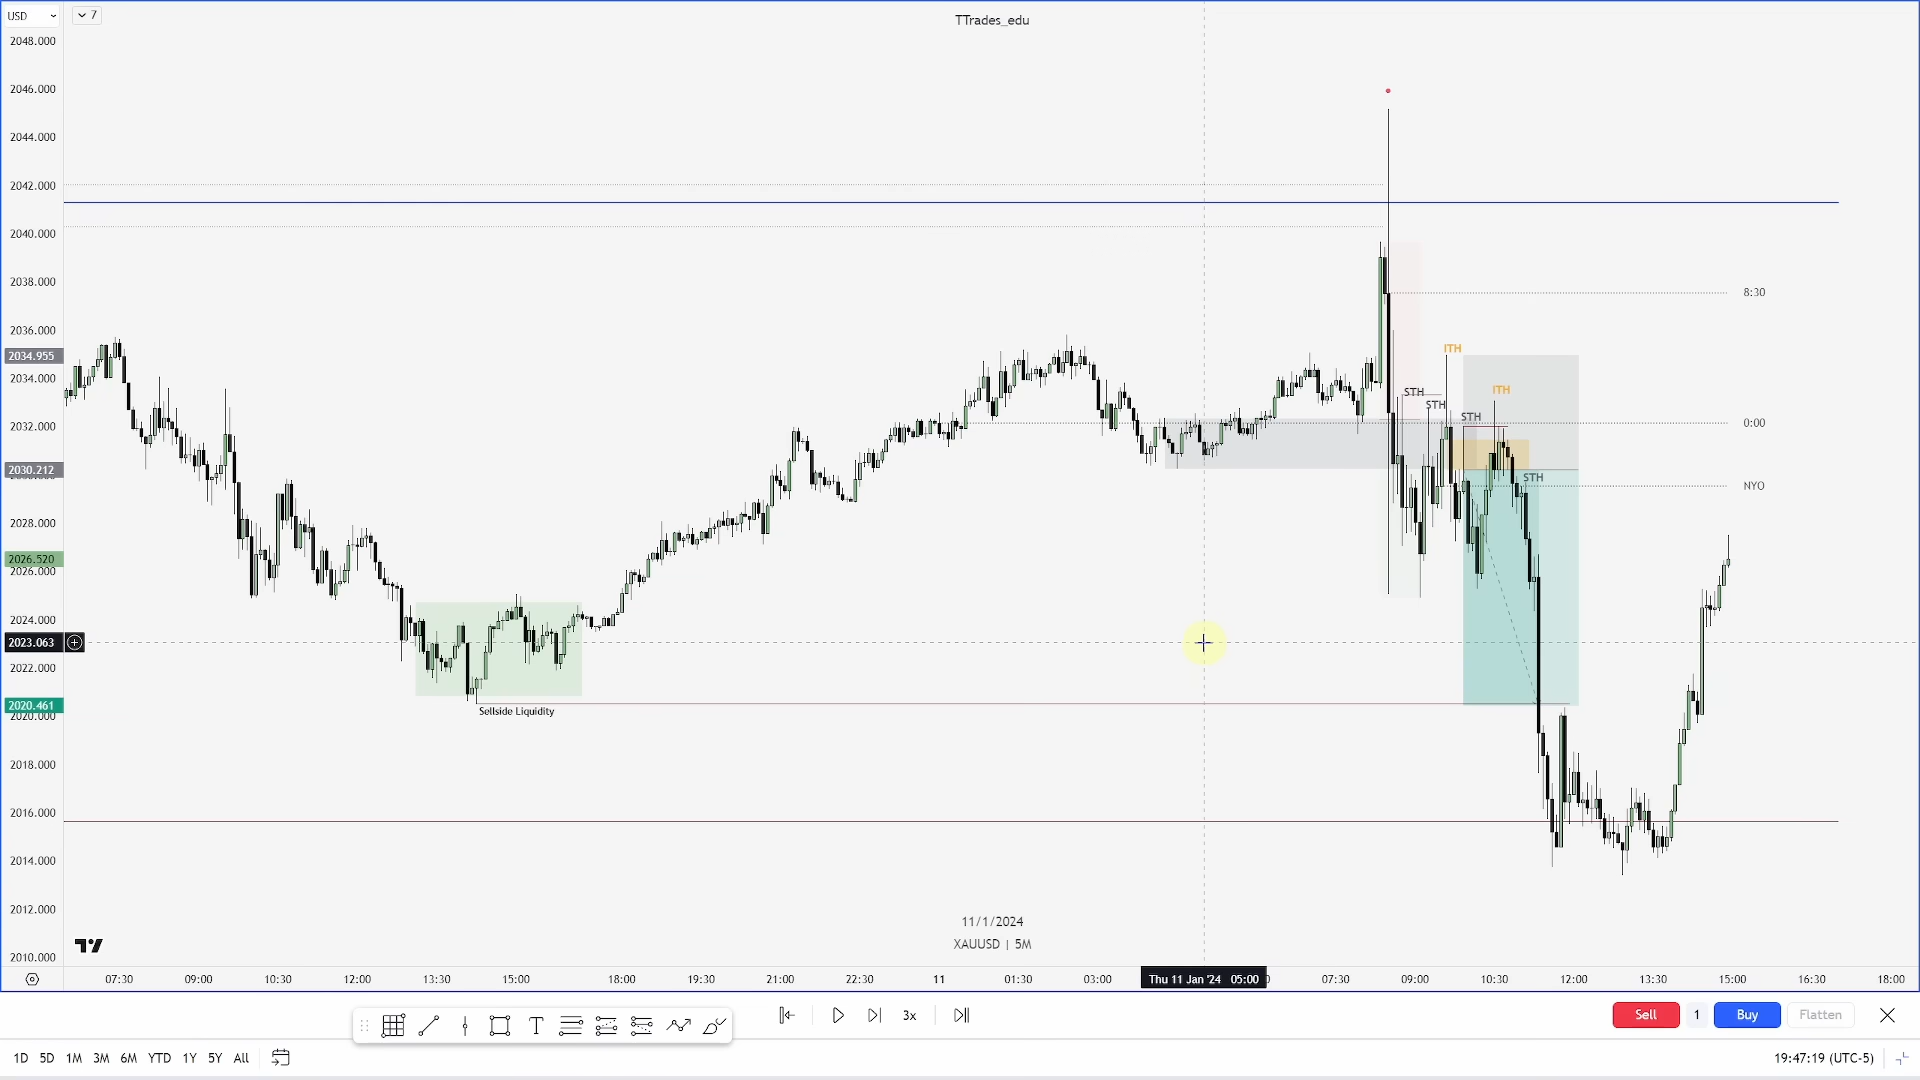 USD
7
TTrades_edu
2048.000
2046.000
2044.000
2042.000
2040.000
2038.000
8:30
2036.000
2034.955
ITH
2034.000
STH
ITH
STH
STH
2032.000
0:00
2030.212
STH
NYO
2028.000
2026.520
2026.000
2024.000
2023.063
2022.000
2020.461
2020.000
Sellside Liquidity
2018.000
2016.000
2014.000
2012.000
11/1/2024
XAUUSD | 5M
2010.000
07:30 09:00 10:30 12:00 13:30 15:00 18:00 19:30 21:00 22:30 11 01:30 03:00 Thu 11 Jan '24 05:00 07:30 09:00 10:30 12:00 13:30 15:00 16:30 18:00
3x
Sell 1 Buy Flatten
1D 5D 1M 3M 6M YTD 1Y 5Y All
19:47:19 (UTC-5)